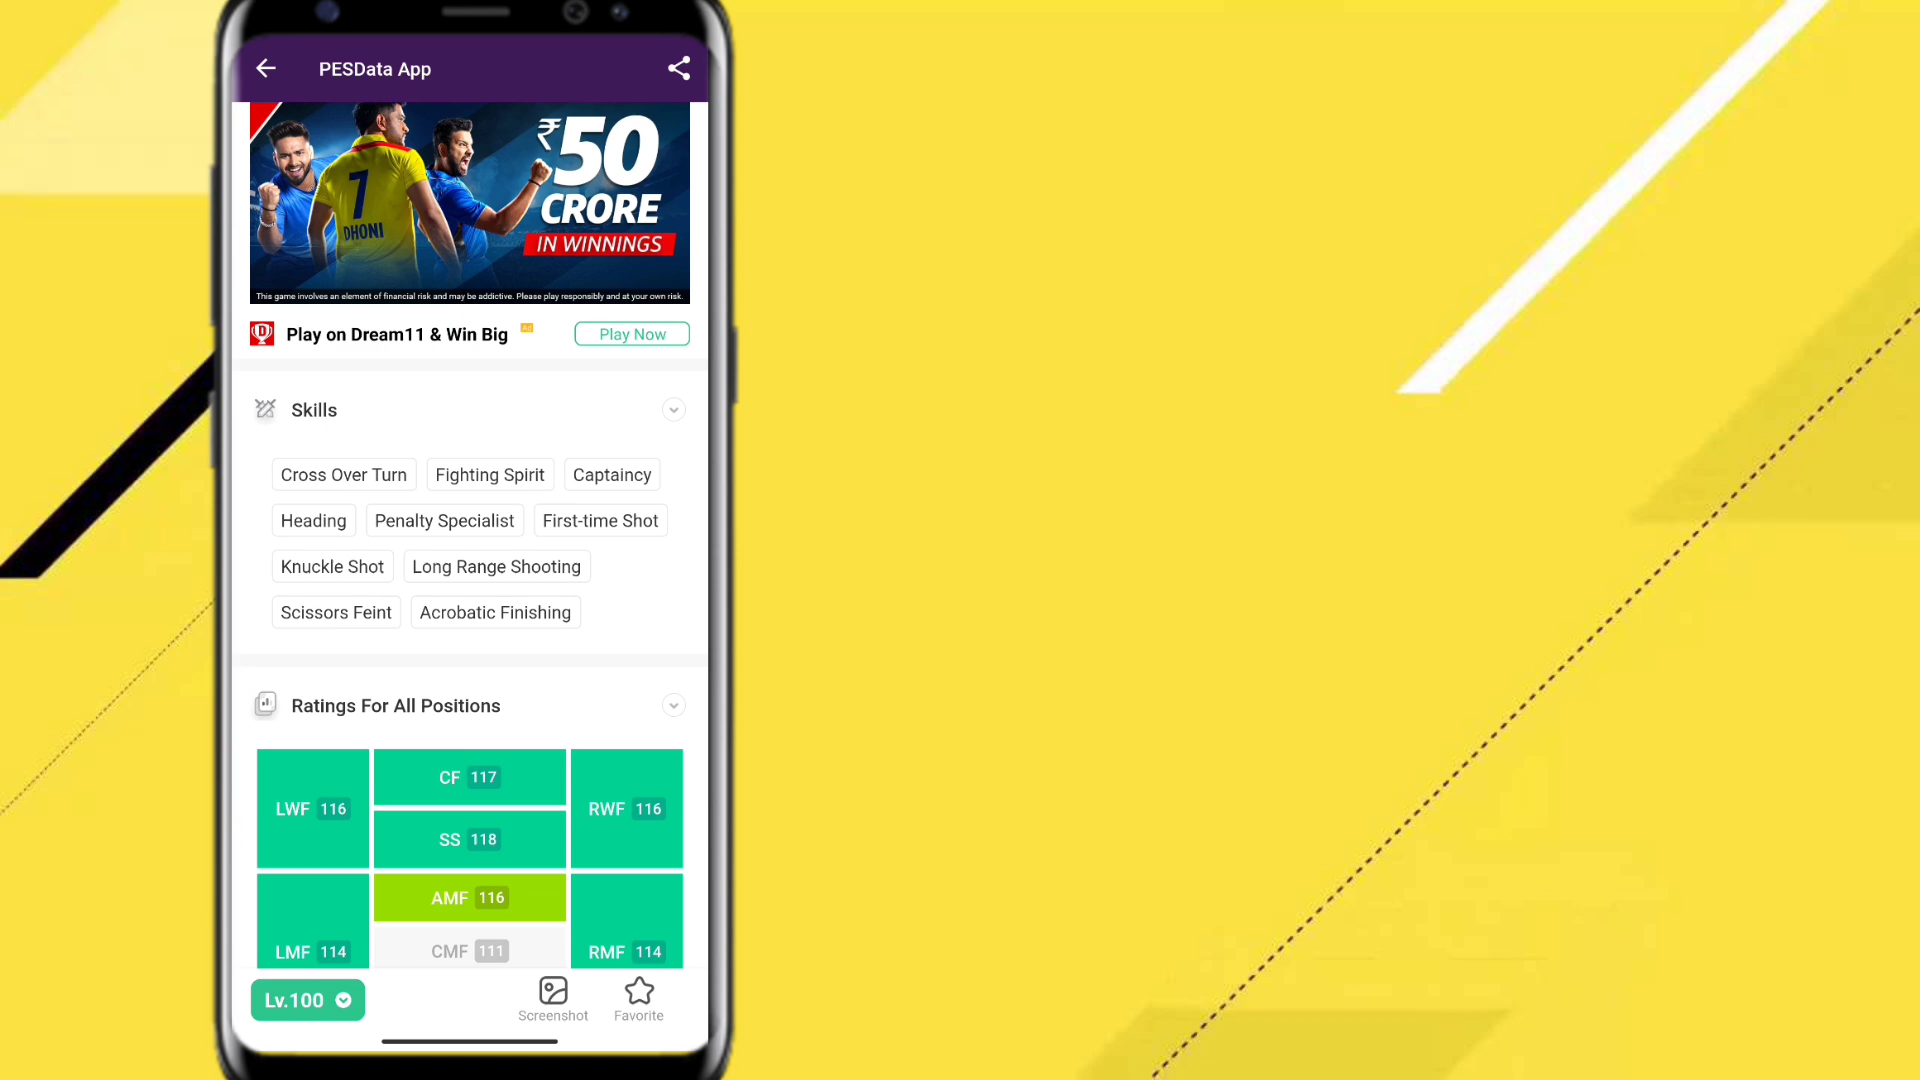 PESData App
7
DHONI
₹50
CRORE
IN WINNINGS
This game involves an element of financial risk and may be addictive. Please play responsibly and at your own risk.
Play on Dream11 & Win Big Ad Play Now
Skills
Cross Over Turn Fighting Spirit Captaincy
Heading Penalty Specialist First-time Shot
Knuckle Shot Long Range Shooting
Scissors Feint Acrobatic Finishing
Ratings For All Positions
CF 117
LWF 116 RWF 116
SS 118
AMF 116
LMF 114 CMF 111 RMF 114
Lv.100
Screenshot Favorite